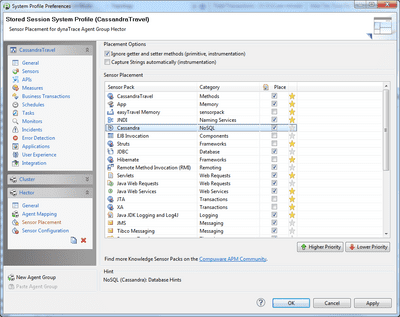 System Profile Preferences
Stored Session System Profile (CassandraTravel)
Sensor Placement for dynaTrace Agent Group Hector
CassandraTravel
General
Sensors
APIs
Measures
Business Transactions
Schedules
Tasks
Monitors
Incidents
Error Detection
Applications
User Experience
Integration
Cluster
Hector
General
Agent Mapping
Sensor Placement
Sensor Configuration
New Agent Group
Paste Agent Group
Placement Options
Ignore getter and setter methods (primitive, instrumentation)
Capture Strings automatically (instrumentation)
Sensor Placement
Sensor Pack Category Place
CassandraTravel Methods
App Memory
easyTravel Memory sensorpack
JNDI Naming Services
Cassandra NoSQL
EJB Invocation Components
Struts Frameworks
JDBC Database
Hibernate Frameworks
Remote Method Invocation (RMI) Remoting
Servlets Web Requests
Java Web Requests Web Requests
Java Web Services Web Requests
JTA Transactions
XA Transactions
Java JDK Logging and Log4J Logging
JMS Messaging
Tibco Messaging Messaging
Higher Priority Lower Priority
Find more Knowledge Sensor Packs on the Compuware APM Community.
Hint
NoSQL (Cassandra): Database Hints
OK Cancel Apply